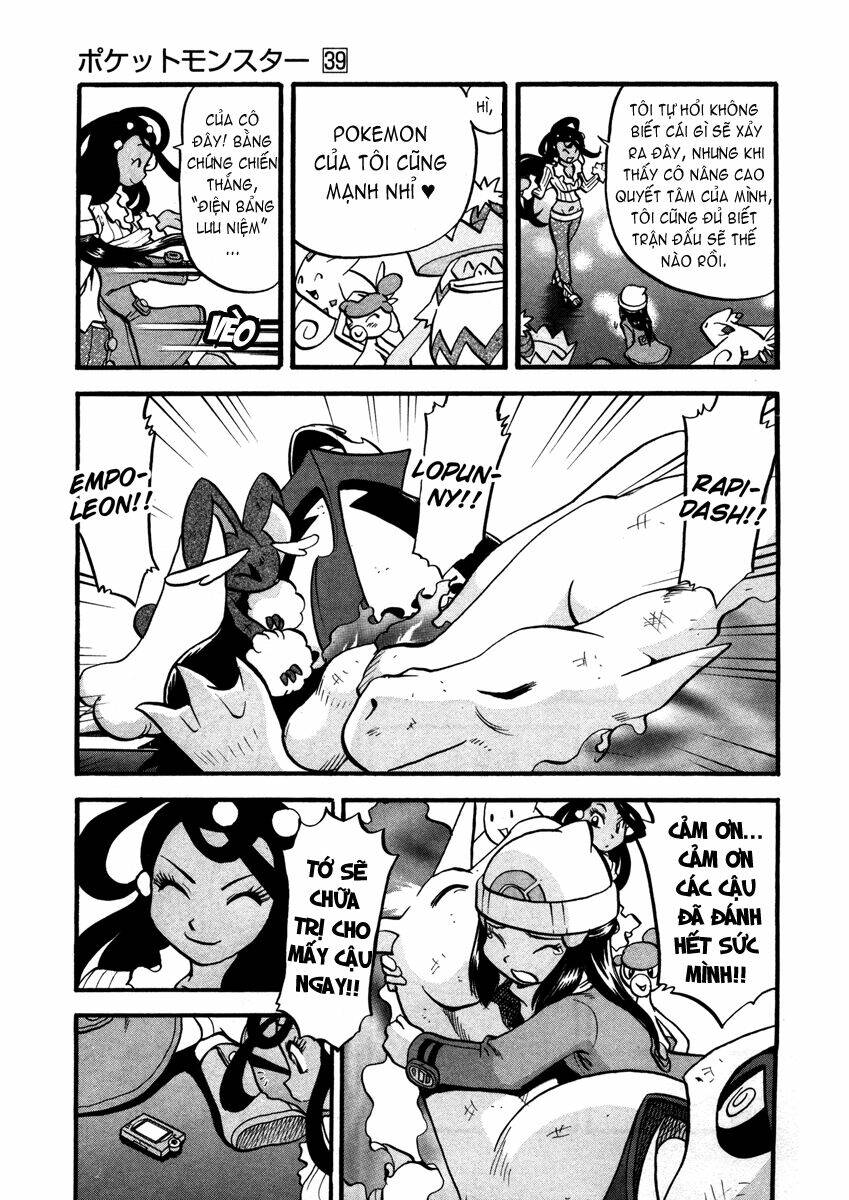 ポケットモンスター 39
TÔI TỰ HỎI KHÔNG
BIẾT CÁI GÌ SẼ XẢY
RA ĐÂY, NHƯNG KHI
THẤY CÔ NÂNG CAO
QUYẾT TÂM CỦA MÌNH,
TÔI CŨNG ĐỦ BIẾT
TRẬN ĐẤU SẼ THẾ
NÀO RỒI.
HÌ,
POKEMON
CỦA TÔI CŨNG
MẠNH NHỈ ♥
CỦA CÔ
ĐÂY! BẰNG
CHỨNG CHIẾN
THẮNG,
"ĐIỆN BẢNG
LƯU NIỆM"
...
VÈO
RAPI-
DASH!!
LOPUN-
NY!!
EMPO-
LEON!!
CẢM ƠN...
CẢM ƠN
CÁC CẬU
ĐÃ ĐÁNH
HẾT SỨC
MÌNH!!
TỚ SẼ
CHỮA
TRỊ CHO
MẤY CẬU
NGAY!!